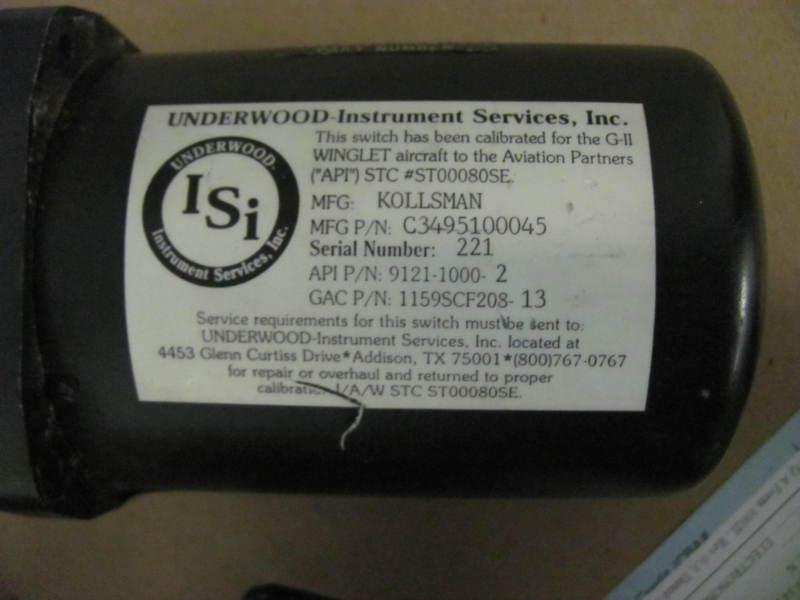 UNDERWOOD-Instrument Services, Inc.
UNDERWOOD-
ISi
Instrument Services, Inc.
This switch has been calibrated for the G-II
WINGLET aircraft to the Aviation Partners
("API") STC #ST00080SE.
MFG: KOLLSMAN
MFG P/N: C3495100045
Serial Number: 221
API P/N: 9121-1000- 2
GAC P/N: 1159SCF208- 13
Service requirements for this switch must be sent to:
UNDERWOOD-Instrument Services, Inc. located at
4453 Glenn Curtiss Drive*Addison, TX 75001*(800)767-0767
for repair or overhaul and returned to proper
calibration I/A/W STC ST00080SE.